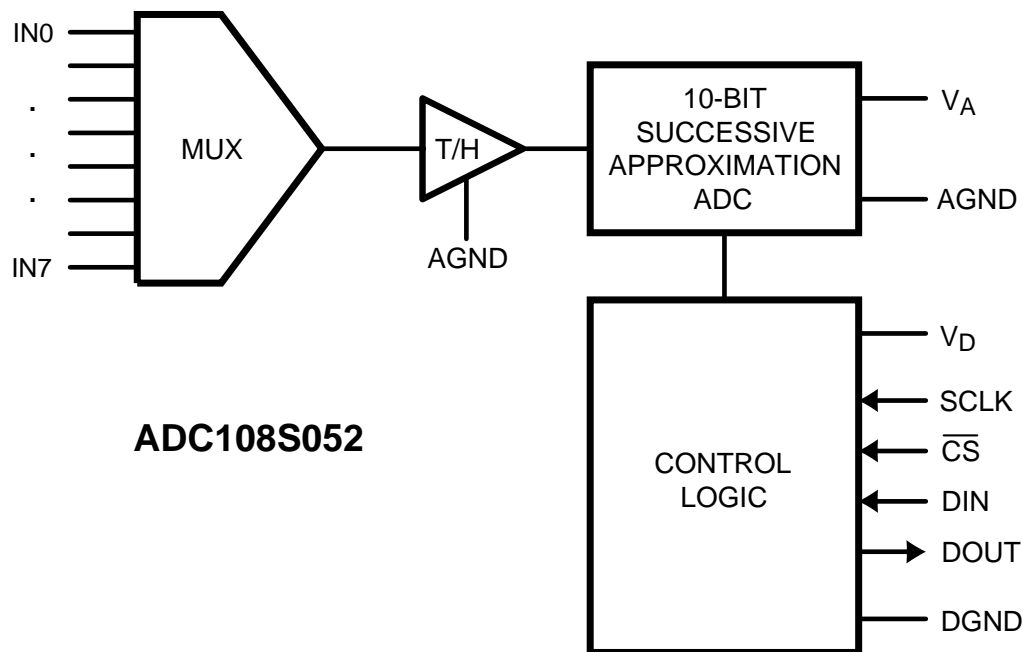 IN0
.
.
.
IN7
MUX
T/H
AGND
10-BIT
SUCCESSIVE
APPROXIMATION
ADC
VA
AGND
ADC108S052
CONTROL
LOGIC
VD
SCLK
C̅S̅
DIN
DOUT
DGND